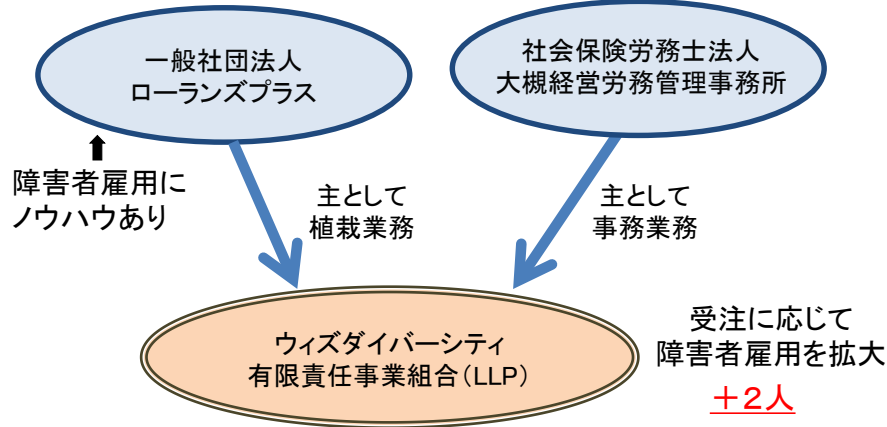 一般社団法人
ローランズプラス
社会保険労務士法人
大槻経営労務管理事務所
障害者雇用に
ノウハウあり
主として
植栽業務
主として
事務業務
ウィズダイバーシティ
有限責任事業組合（LLP）
受注に応じて
障害者雇用を拡大
＋２人